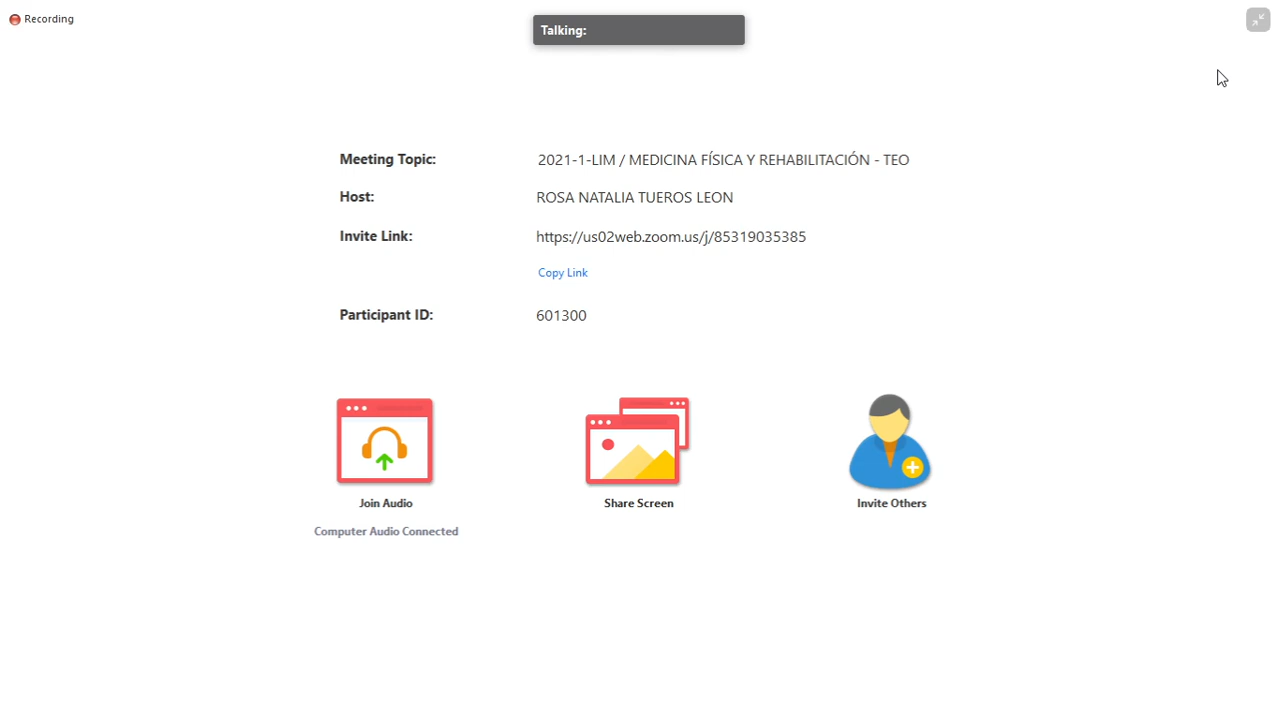 Recording
Talking:
Meeting Topic: 2021-1-LIM / MEDICINA FÍSICA Y REHABILITACIÓN - TEO
Host: ROSA NATALIA TUEROS LEON
Invite Link: https://us02web.zoom.us/j/85319035385
Copy Link
Participant ID: 601300
Join Audio Share Screen Invite Others
Computer Audio Connected